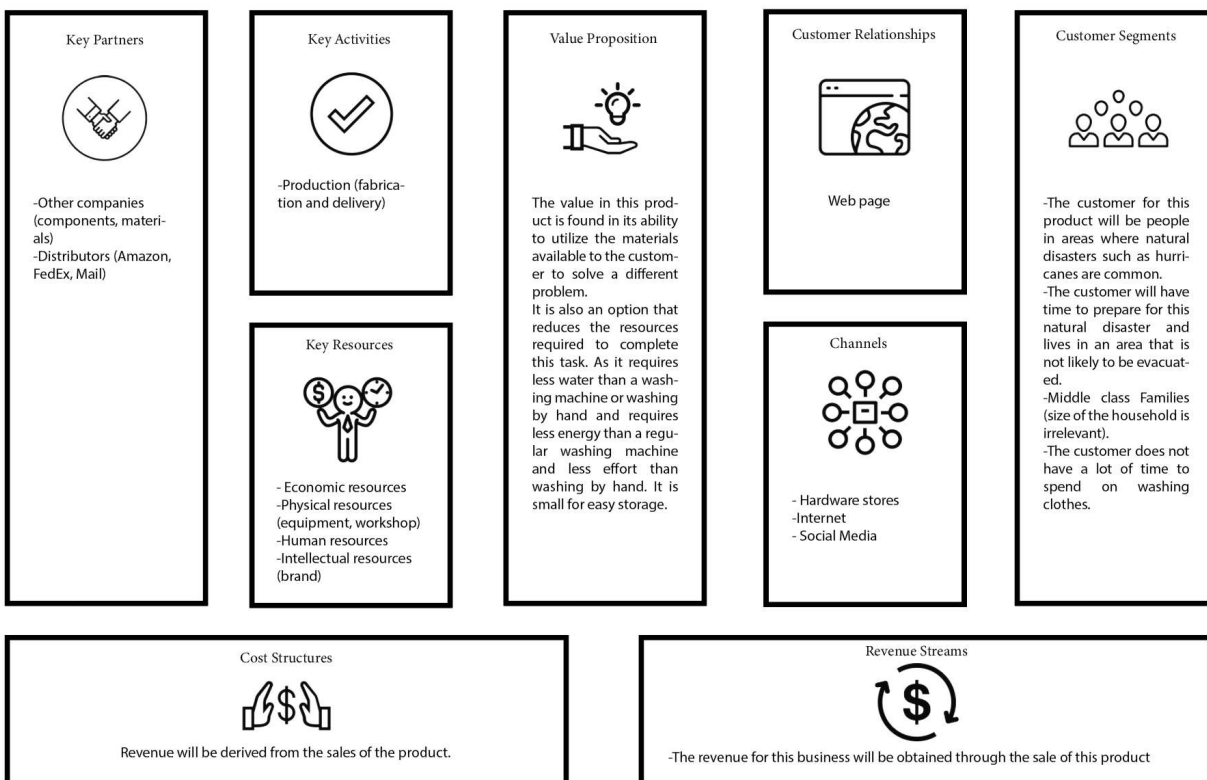 Key Partners
-Other companies
(components, materi-
als)
-Distributors (Amazon,
FedEx, Mail)
Key Activities
-Production (fabrica-
tion and delivery)
Key Resources
$
- Economic resources
-Physical resources
(equipment, workshop)
-Human resources
-Intellectual resources
(brand)
Value Proposition
The value in this prod-
uct is found in its ability
to utilize the materials
available to the custom-
er to solve a different
problem.
It is also an option that
reduces the resources
required to complete
this task. As it requires
less water than a wash-
ing machine or washing
by hand and requires
less energy than a regu-
lar washing machine
and less effort than
washing by hand. It is
small for easy storage.
Customer Relationships
Web page
Channels
- Hardware stores
-Internet
- Social Media
Customer Segments
-The customer for this
product will be people
in areas where natural
disasters such as hurri-
canes are common.
-The customer will have
time to prepare for this
natural disaster and
lives in an area that is
not likely to be evacuat-
ed.
-Middle class Families
(size of the household is
irrelevant).
-The customer does not
have a lot of time to
spend on washing
clothes.
Cost Structures
$
Revenue will be derived from the sales of the product.
Revenue Streams
$
-The revenue for this business will be obtained through the sale of this product